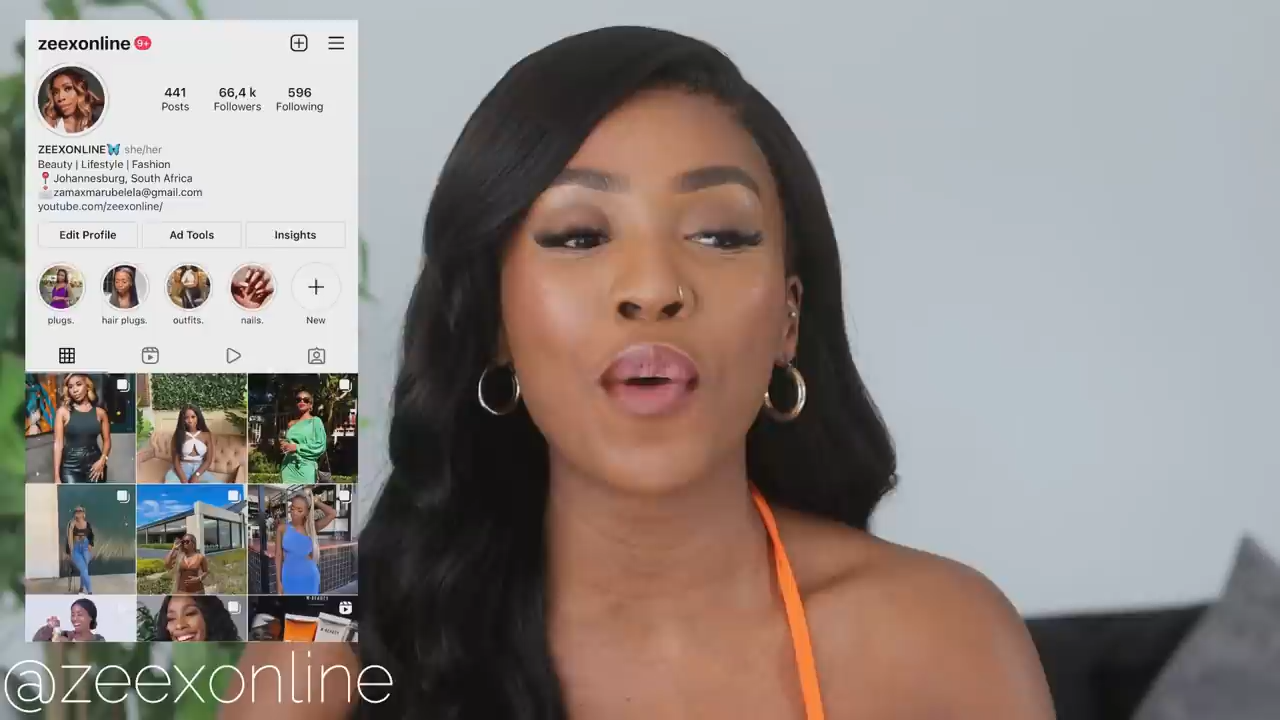 zeexonline 9+
441 66,4 k 596
Posts Followers Following
ZEEXONLINE🦋 she/her
Beauty | Lifestyle | Fashion
📍Johannesburg, South Africa
📩zamaxmarubelela@gmail.com
youtube.com/zeexonline/
Edit Profile Ad Tools Insights
plugs. hair plugs. outfits. nails. New
@zeexonline